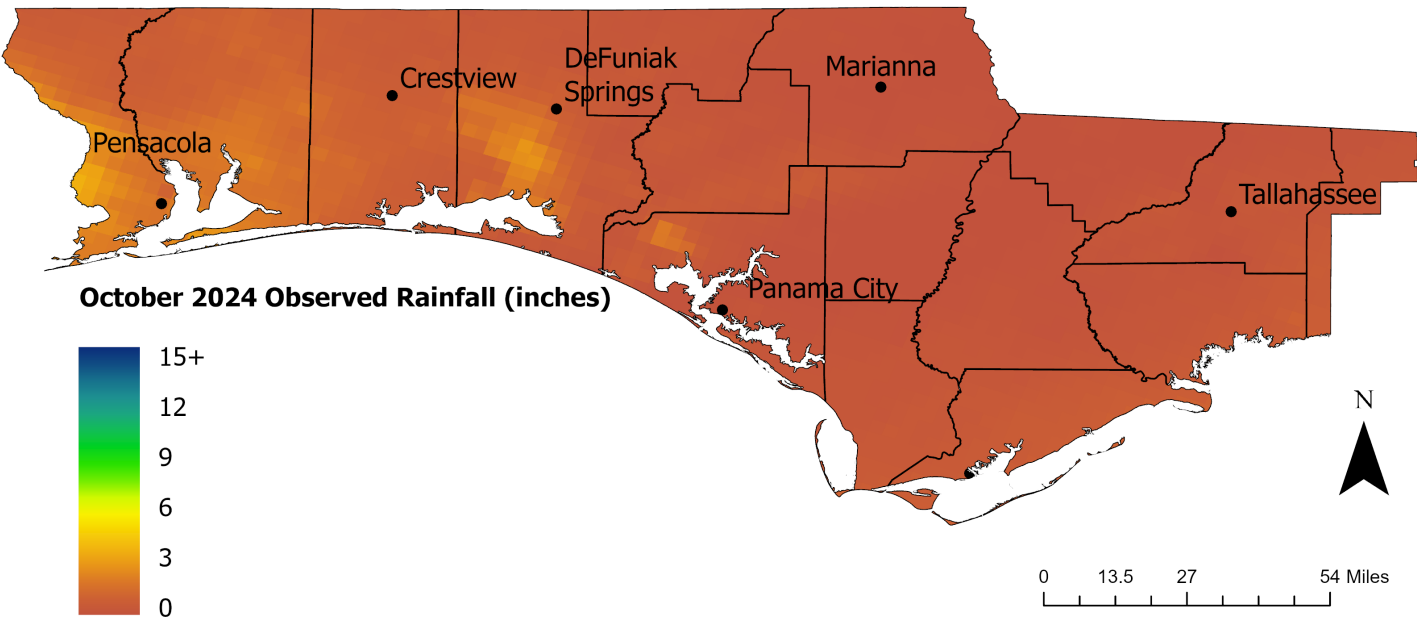 DeFuniak
Springs
Crestview
Marianna
Pensacola
Tallahassee
Panama City
October 2024 Observed Rainfall (inches)
15+
12
9
6
3
0
N
0 13.5 27 54 Miles